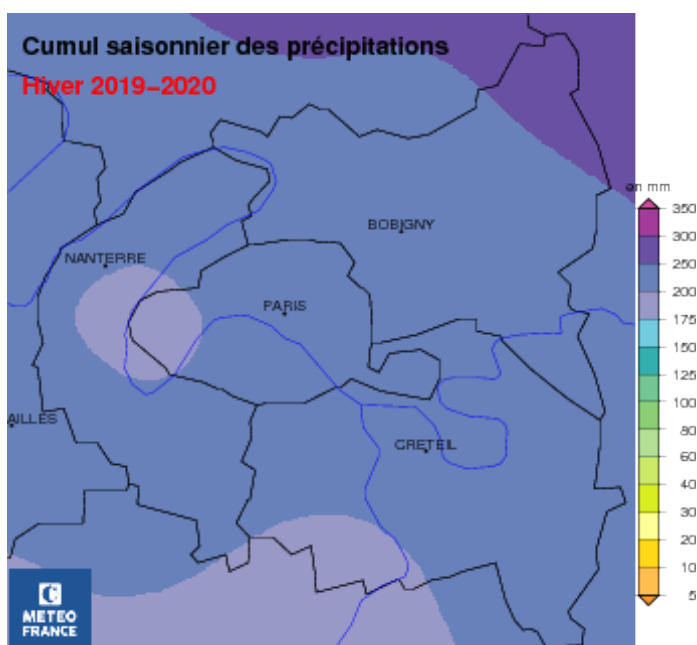 Cumul saisonnier des précipitations
Hiver 2019-2020
en mm
350
300
BOBIGNY
250
NANTERRE
200
PARIS
175
150
125
100
AILLES
80
CRETEIL
60
40
30
20
10
5
METEO
FRANCE